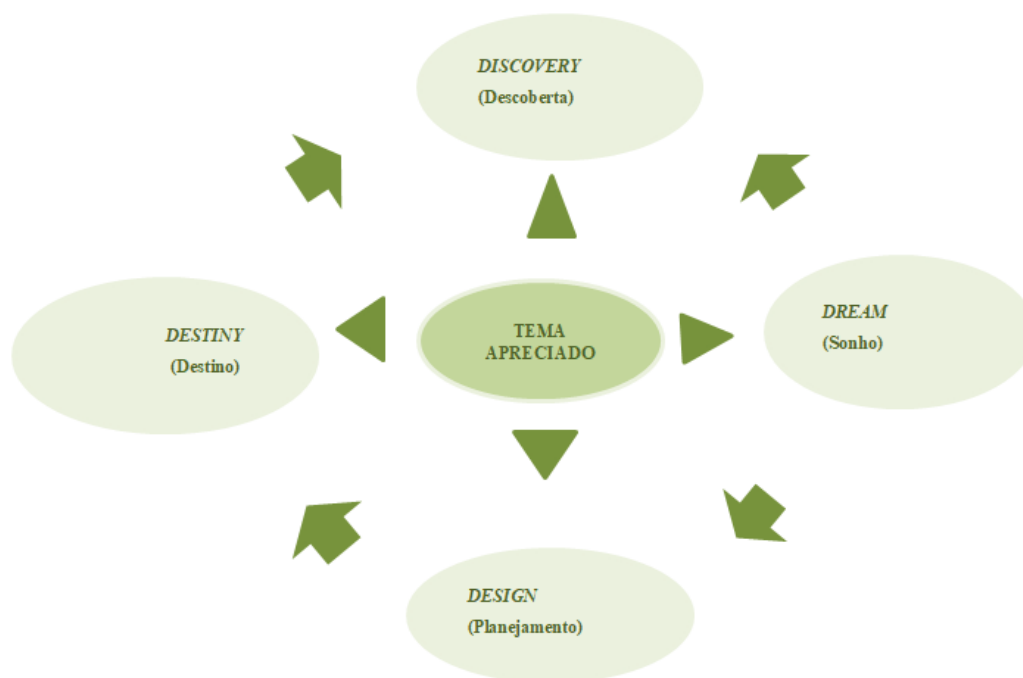 DISCOVERY
(Descoberta)
DREAM
(Sonho)
TEMA
APRECIADO
DESTINY
(Destino)
DESIGN
(Planejamento)